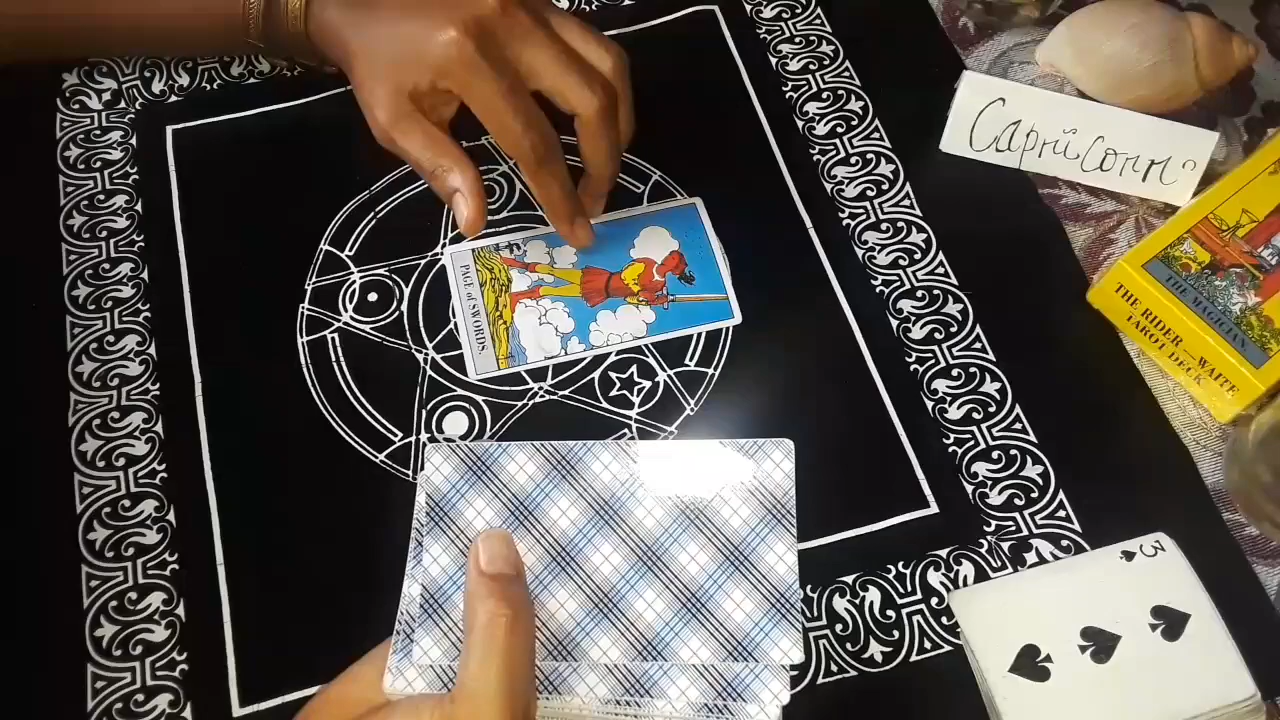 Capricorn
PAGE of SWORDS.
THE MAGICIAN
THE RIDER–WAITE
TAROT DECK
3